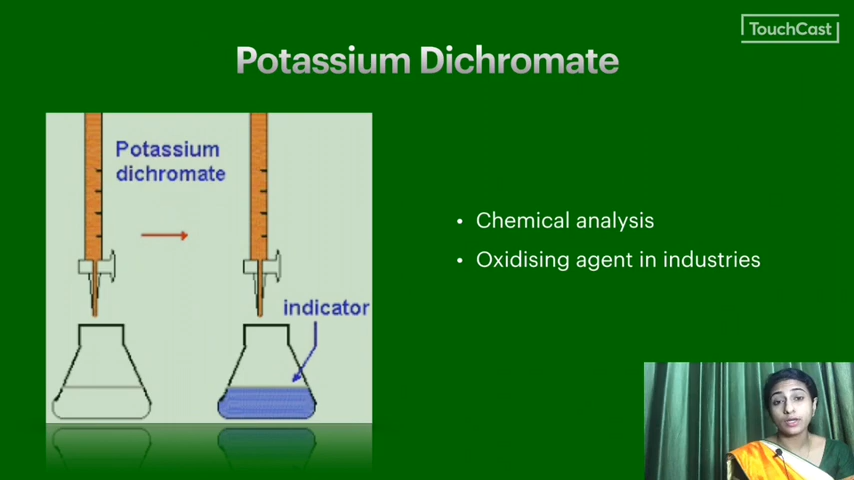 TouchCast
Potassium Dichromate
Potassium
dichromate
indicator
• Chemical analysis
• Oxidising agent in industries